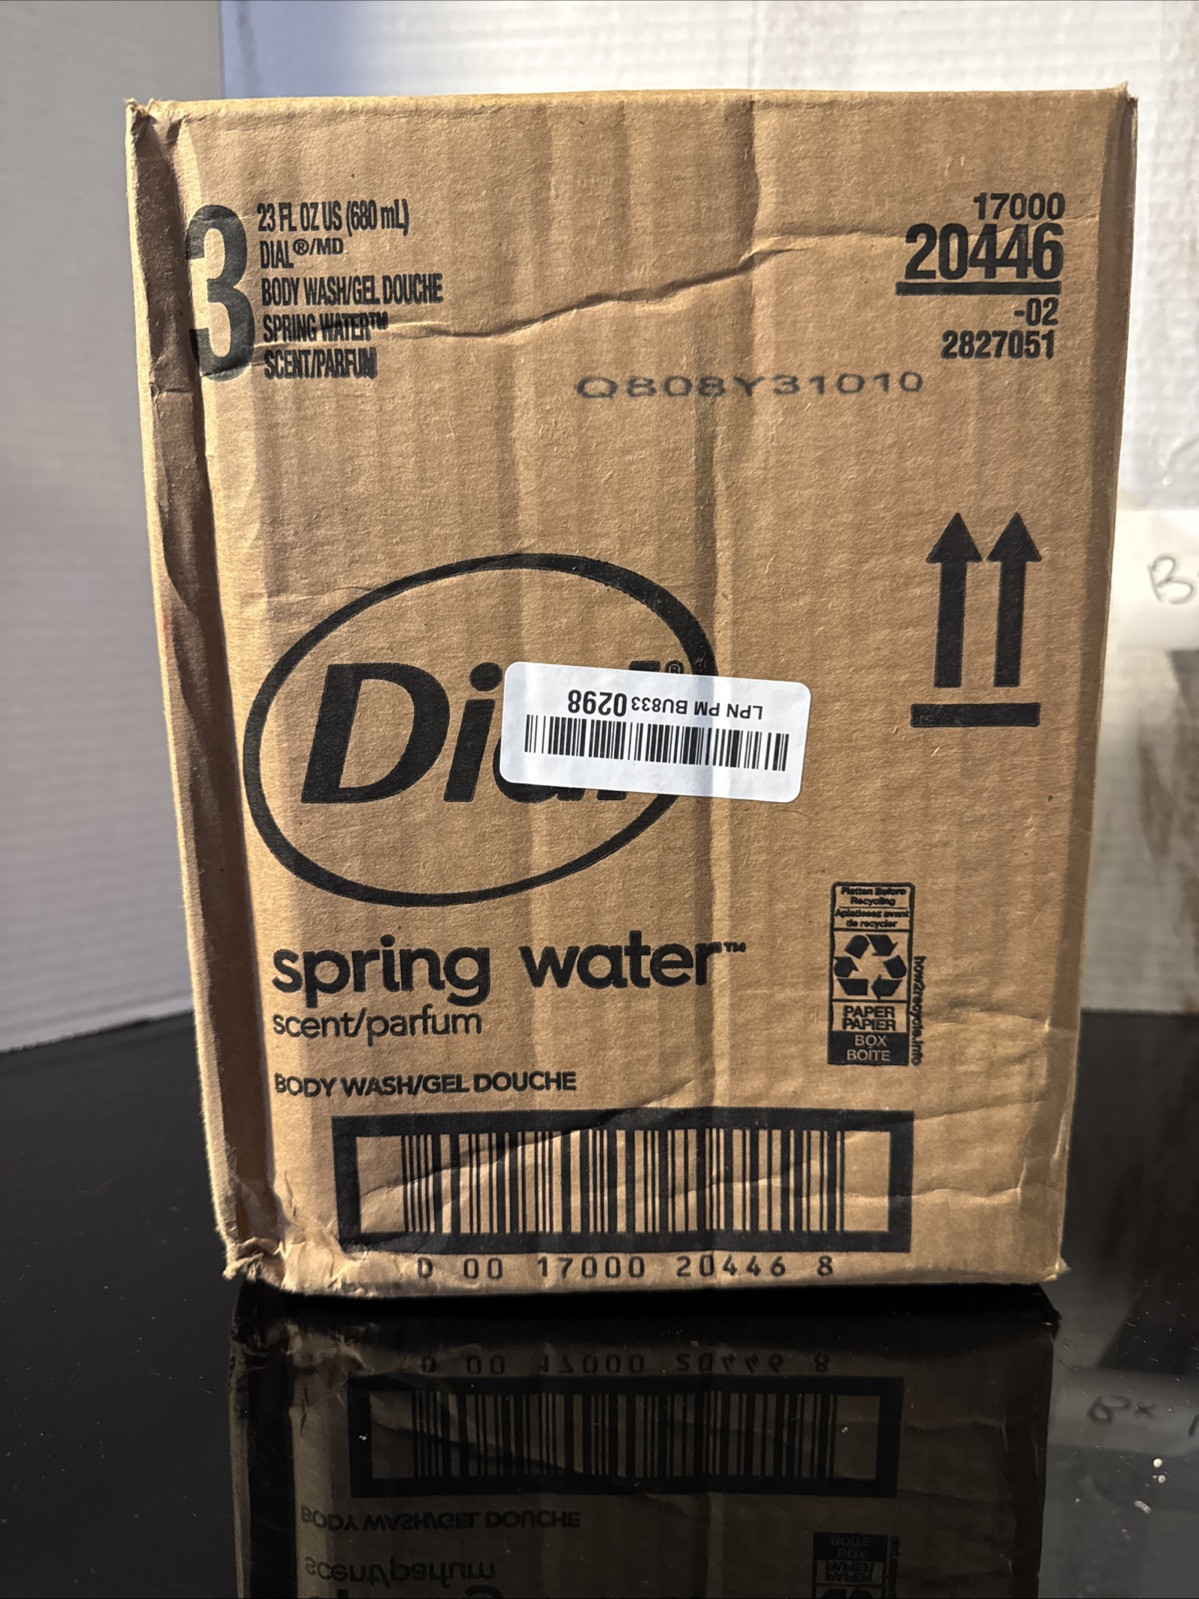 3
23 FL OZ US (680 mL)
DIAL®/MD
BODY WASH/GEL DOUCHE
SPRING WATER™
SCENT/PARFUM
17000
20446
-02
2827051
Q808Y31010
Dial®
LPN PM BU833 0298
spring water™
scent/parfum
BODY WASH/GEL DOUCHE
Flatten Before
Recycling
Aplatissez avant
de recycler
PAPER
PAPIER
BOX
BOÎTE
how2recycle.info
0 00 17000 20446 8